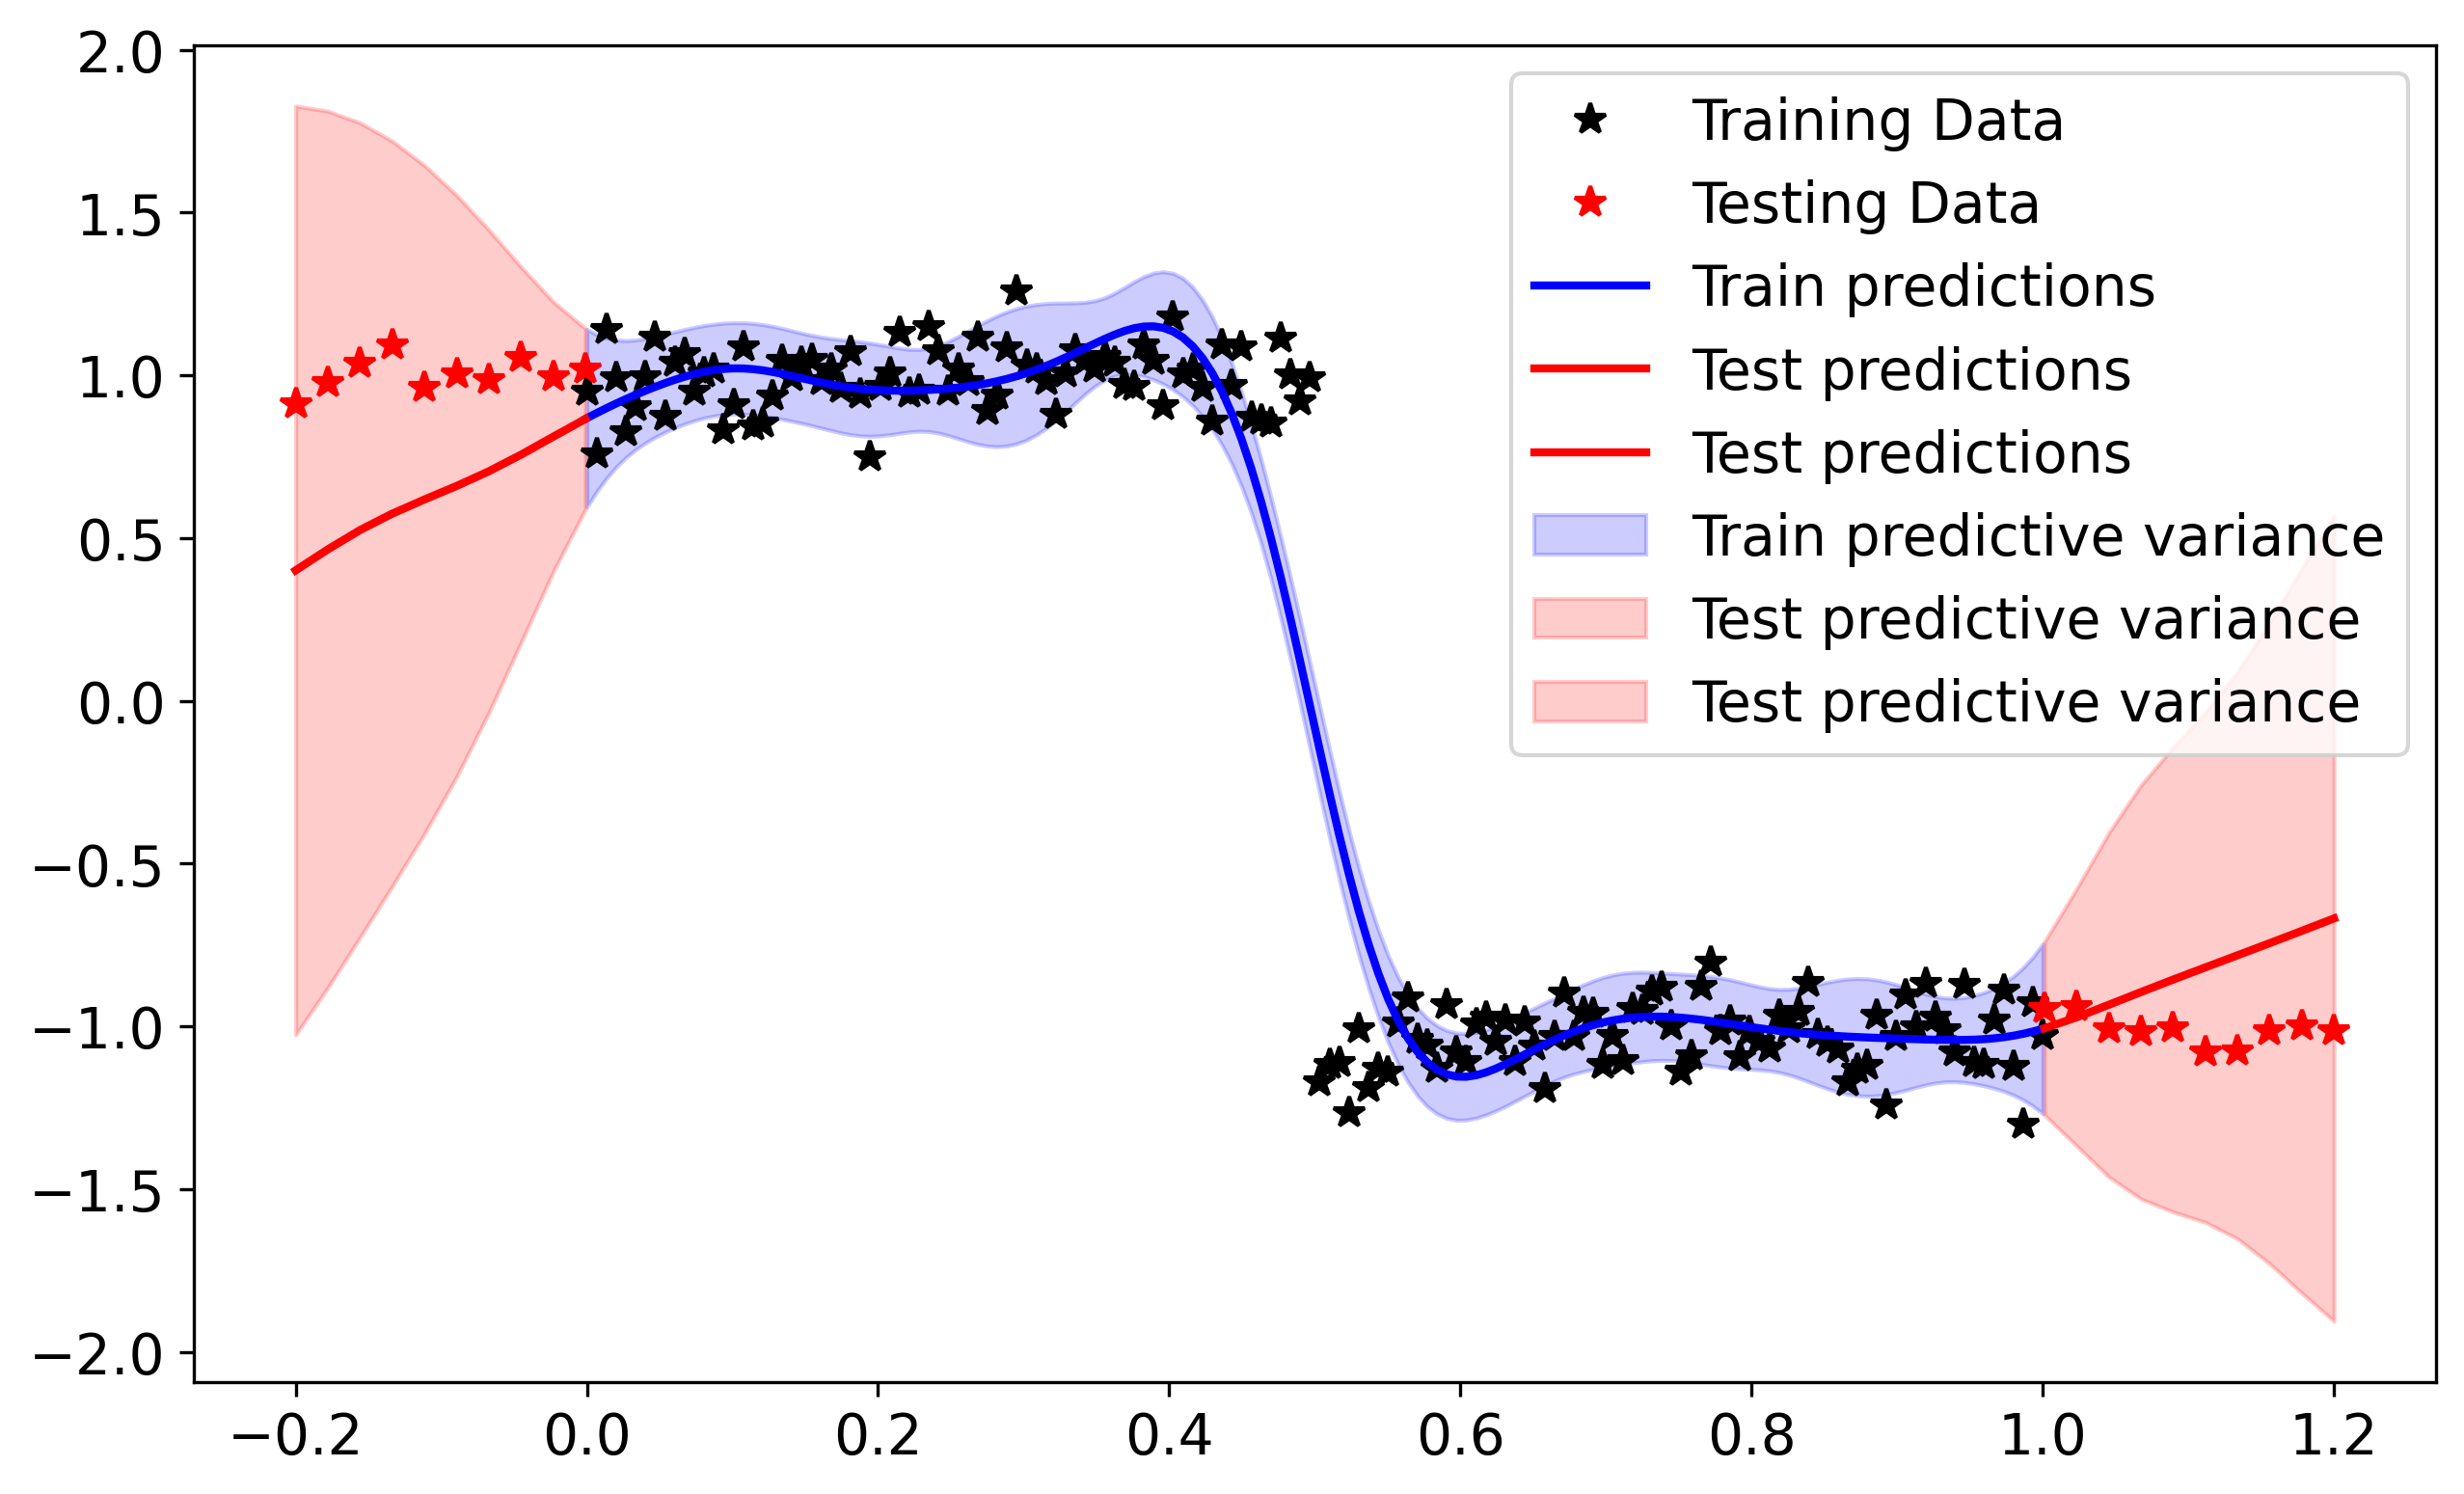 2.0
1.5
1.0
0.5
0.0
−0.5
−1.0
−1.5
−2.0
−0.2
0.0
0.2
0.4
0.6
0.8
1.0
1.2
Training Data
Testing Data
Train predictions
Test predictions
Test predictions
Train predictive variance
Test predictive variance
Test predictive variance